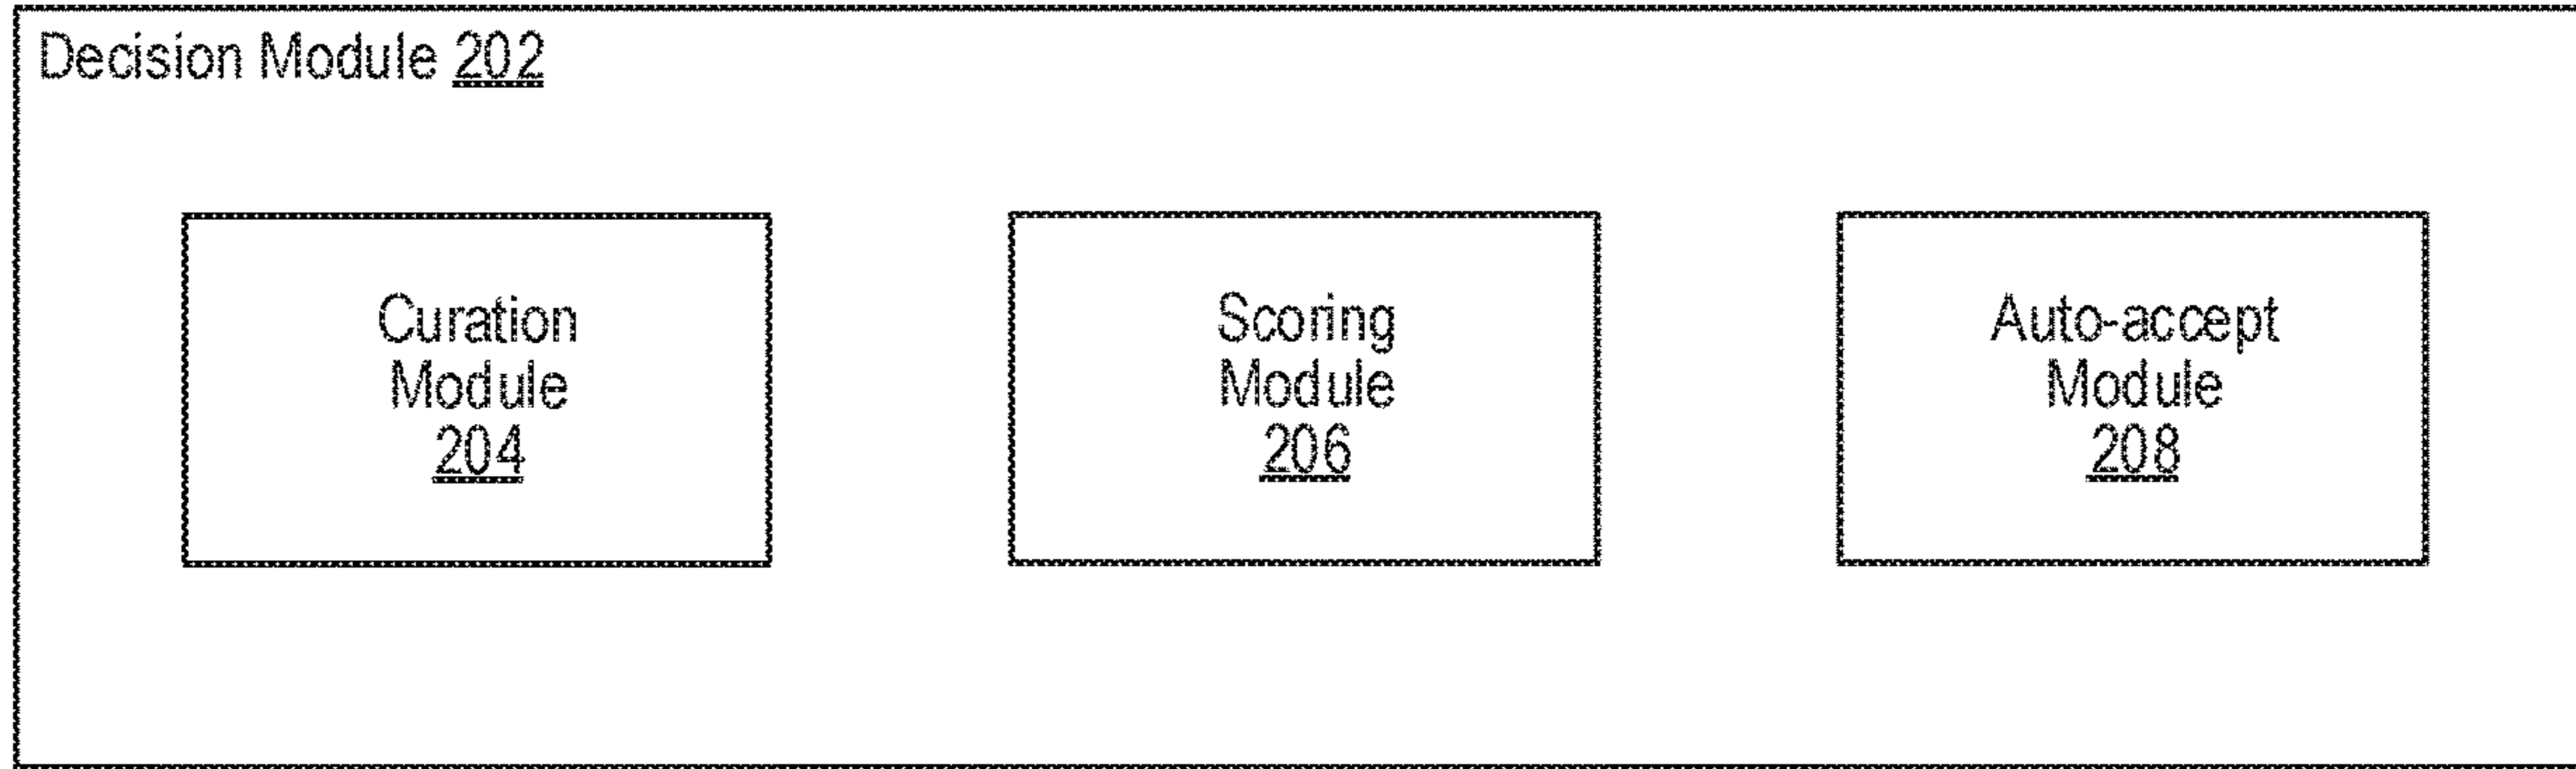 Decision Module 202
Curation
Module
204
Scoring
Module
206
Auto-accept
Module
208